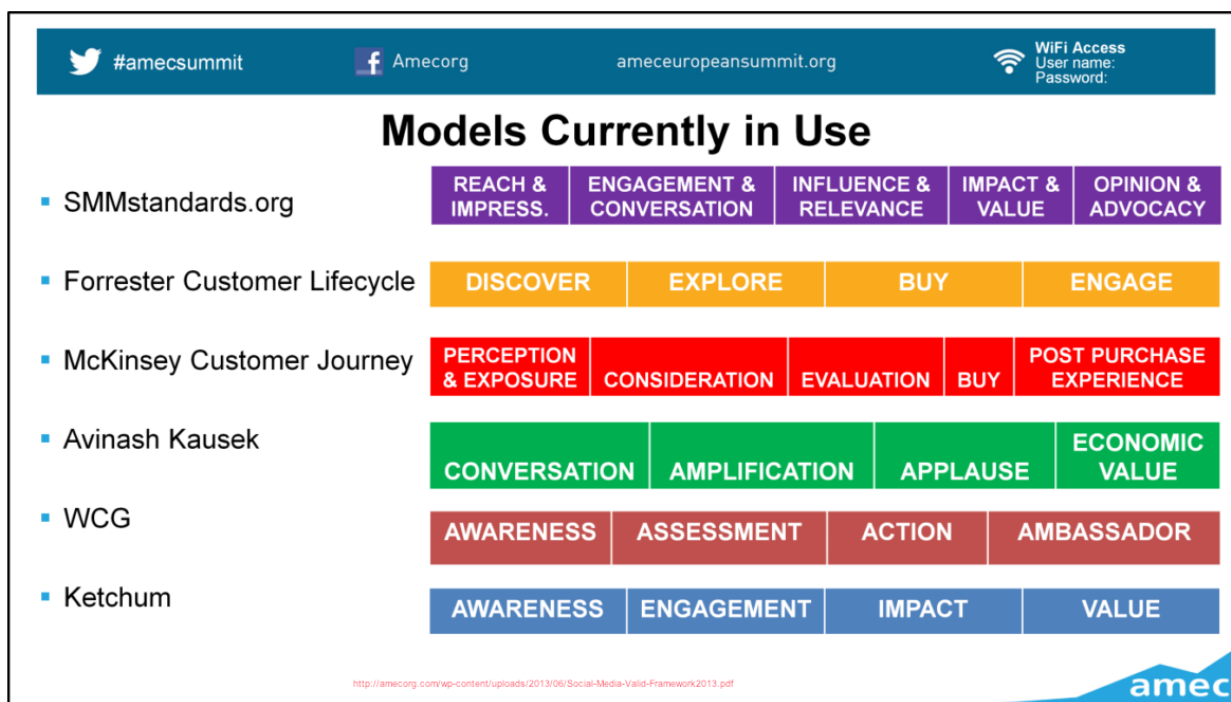 #amecsummit
Amecorg
ameceuropeansummit.org
WiFi Access
User name:
Password:
Models Currently in Use
SMMstandards.org
REACH &
IMPRESS.
ENGAGEMENT &
CONVERSATION
INFLUENCE &
RELEVANCE
IMPACT &
VALUE
OPINION &
ADVOCACY
Forrester Customer Lifecycle
DISCOVER
EXPLORE
BUY
ENGAGE
McKinsey Customer Journey
PERCEPTION
& EXPOSURE
CONSIDERATION
EVALUATION
BUY
POST PURCHASE
EXPERIENCE
Avinash Kausek
CONVERSATION
AMPLIFICATION
APPLAUSE
ECONOMIC
VALUE
WCG
AWARENESS
ASSESSMENT
ACTION
AMBASSADOR
Ketchum
AWARENESS
ENGAGEMENT
IMPACT
VALUE
http://amecorg.com/wp-content/uploads/2013/06/Social-Media-Valid-Framework2013.pdf
amec